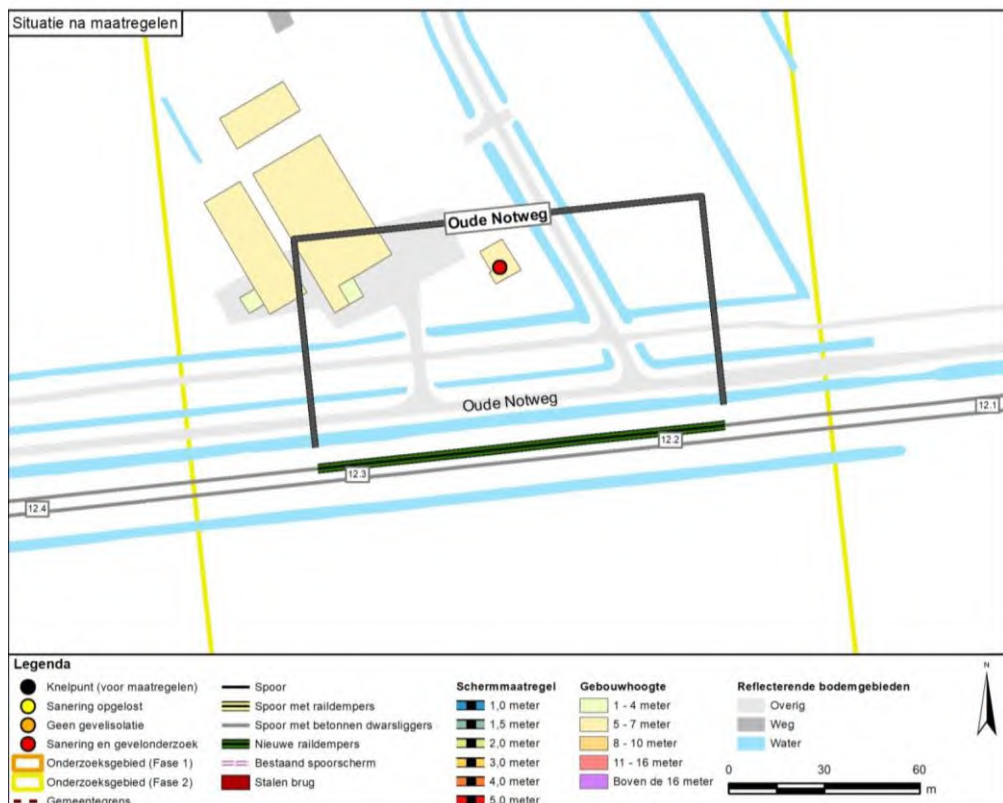 Situatie na maatregelen
Oude Notweg
Oude Notweg
12.1
12.2
12.3
12.4
Legenda
Knelpunt (voor maatregelen)
Sanering opgelost
Geen gevelisolatie
Sanering en gevelonderzoek
Onderzoeksgebied (Fase 1)
Onderzoeksgebied (Fase 2)
Gemeentegrens
Spoor
Spoor met raildempers
Spoor met betonnen dwarsliggers
Nieuwe raildempers
Bestaand spoorscherm
Stalen brug
Schermmaatregel
1,0 meter
1,5 meter
2,0 meter
3,0 meter
4,0 meter
5,0 meter
Gebouwhoogte
1 - 4 meter
5 - 7 meter
8 - 10 meter
11 - 16 meter
Boven de 16 meter
Reflecterende bodemgebieden
Overig
Weg
Water
N
0 30 60
m